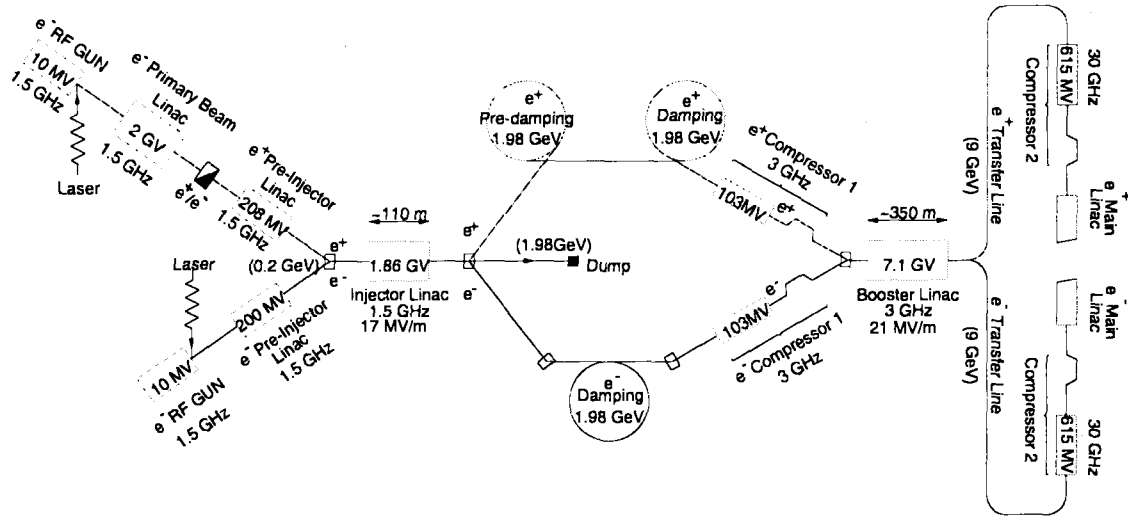 e⁻RF GUN
10 MV
1.5 GHz
Laser
e⁻Primary Beam
Linac
2 GV
1.5 GHz
e⁺/e⁻
e⁺Pre-Injector
Linac
208 MV
1.5 GHz
Laser
(0.2 GeV)
e⁺
e⁻
200 MV
e⁻Pre-Injector
Linac
1.5 GHz
10 MV
e⁻RF GUN
1.5 GHz
~110 m
1.86 GV
Injector Linac
1.5 GHz
17 MV/m
e⁺
e⁻
(1.98GeV)
Dump
e⁺
Pre-damping
1.98 GeV
e⁺
Damping
1.98 GeV
e⁻
Damping
1.98 GeV
e⁺Compressor 1
3 GHz
103MV
e⁺
103MV
e⁻
e⁻Compressor 1
3 GHz
~350 m
7.1 GV
Booster Linac
3 GHz
21 MV/m
e⁺Transfer Line
(9 GeV)
e⁻Transfer Line
(9 GeV)
Compressor 2
615 MV
30 GHz
e⁺Main
Linac
e⁻Main
Linac
Compressor 2
615 MV
30 GHz